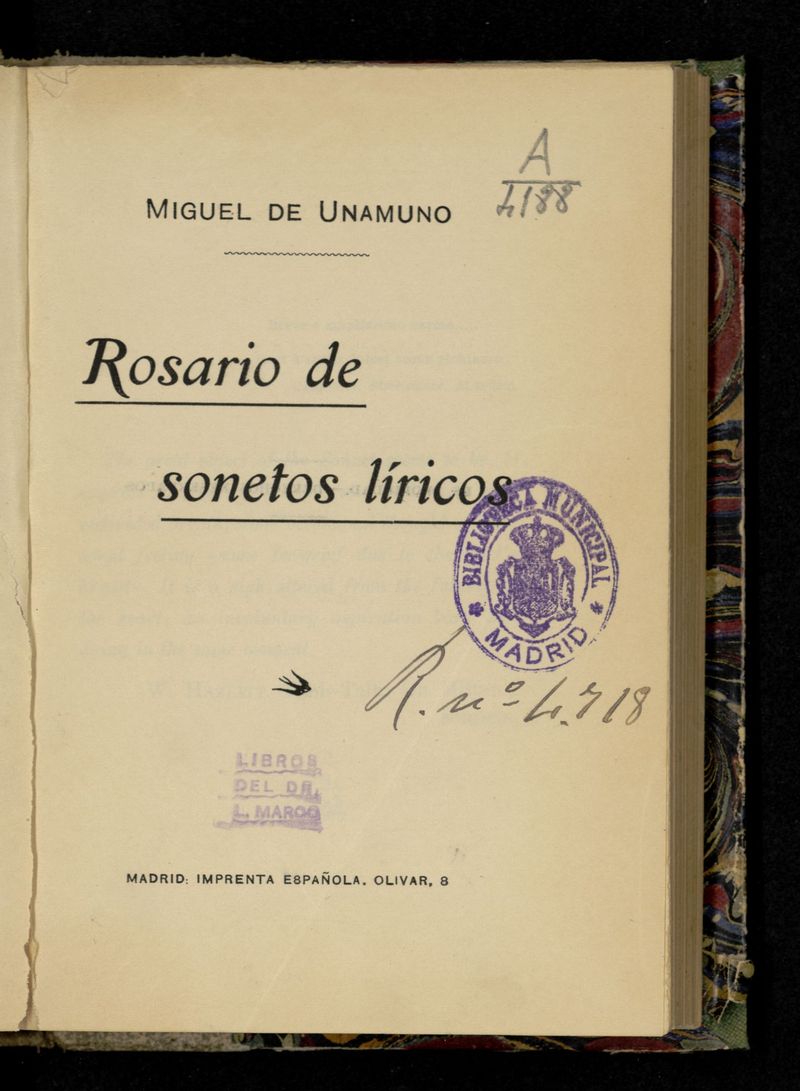 A
4188
MIGUEL DE UNAMUNO
Rosario de
sonetos líricos
BIBLIOTECA MUNICIPAL
MADRID
R. nº 4.718
LIBROS
DEL DR.
L. MARCO
MADRID: IMPRENTA ESPAÑOLA. OLIVAR, 8